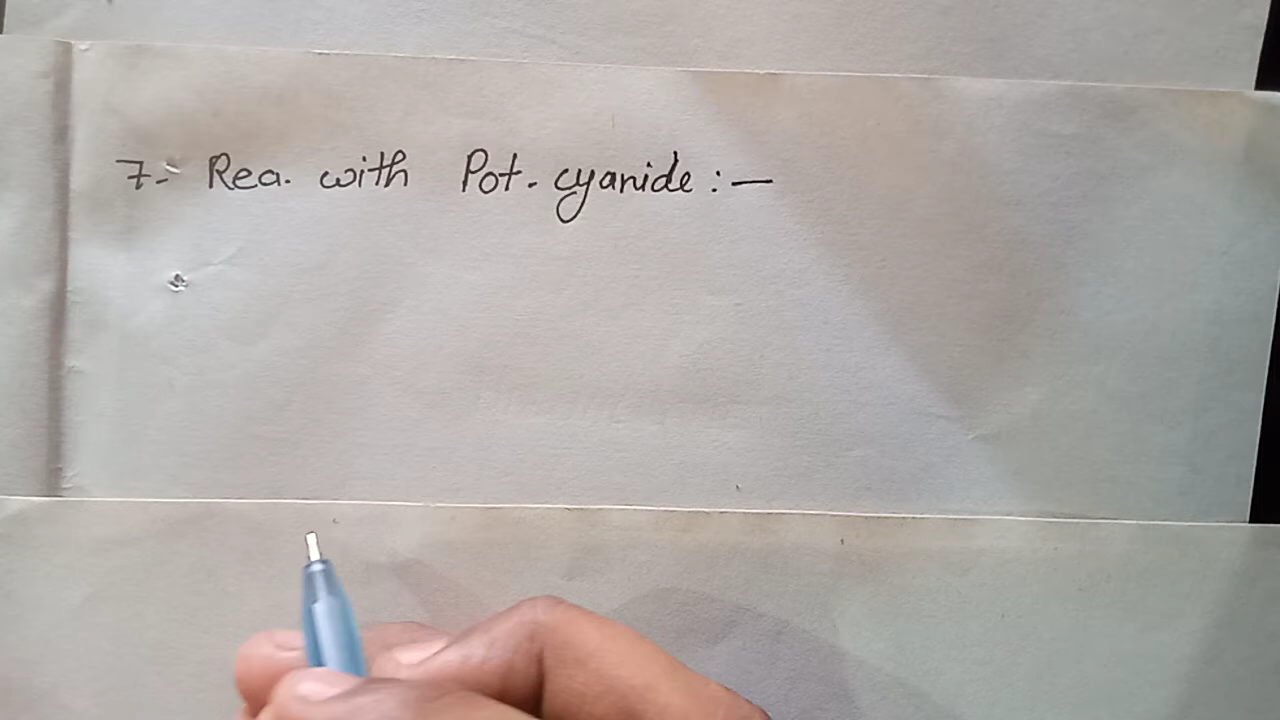 7- Rea. with Pot. cyanide :—